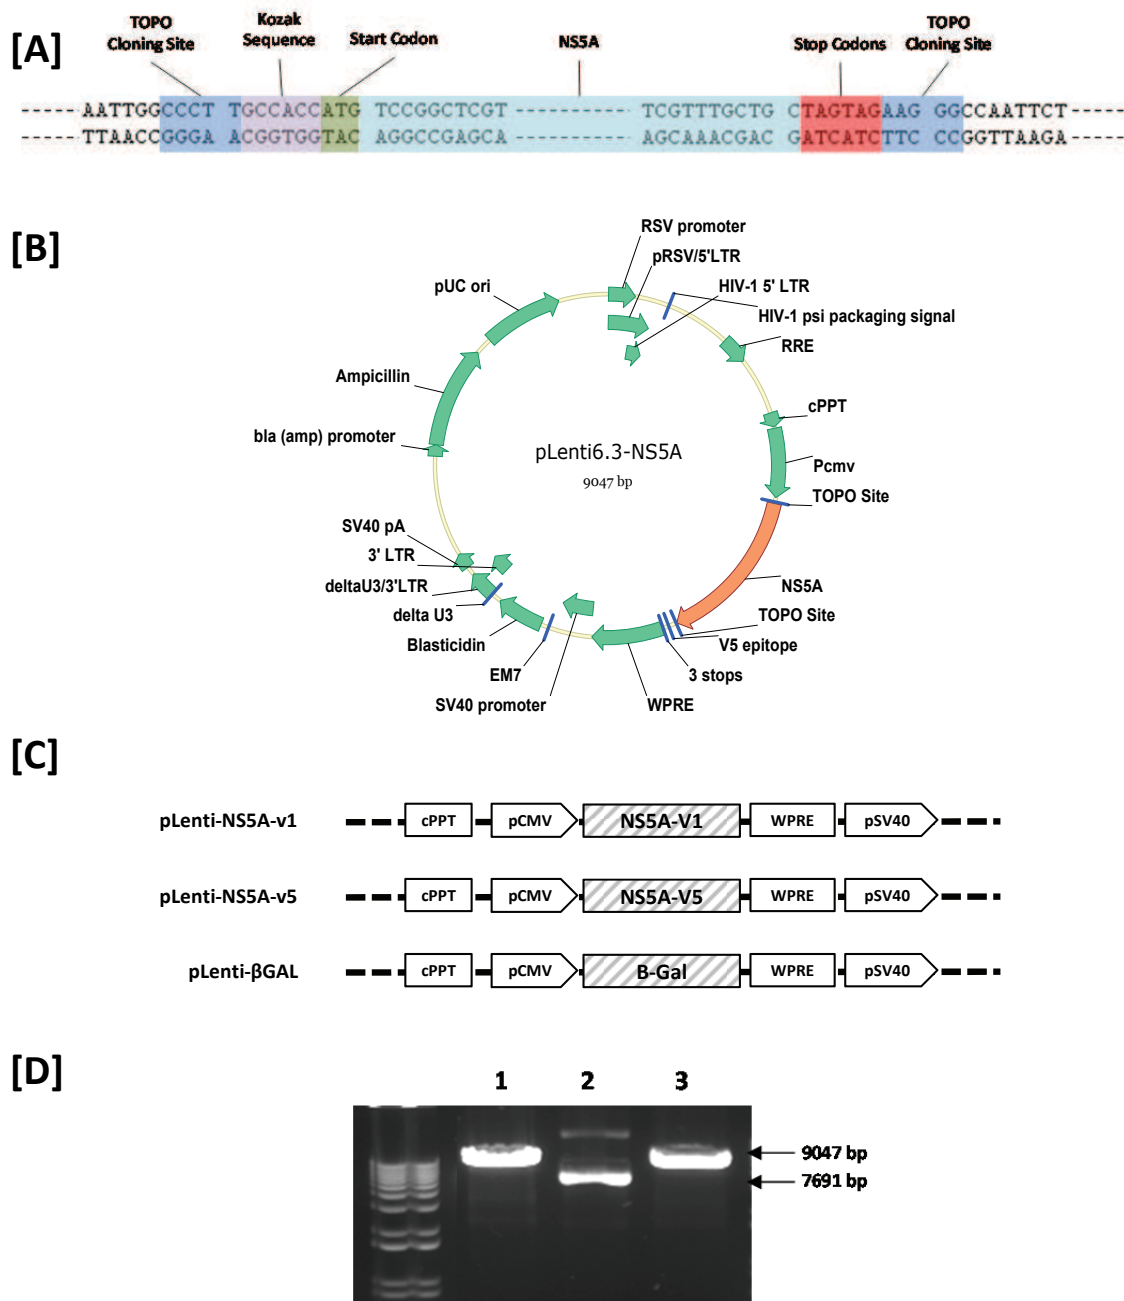 [A]
TOPO Cloning Site
Kozak Sequence
Start Codon
NS5A
Stop Codons
TOPO Cloning Site
----- AATTGGCCCT TGCCACCATG TCCGGCTCGT ---------- TCGTTTGCTG CTAGTAGAAG GGCCAATTCT -----
----- TTAACCGGGA ACGGTGGTAC AGGCCGAGCA ---------- AGCAAACGAC GATCATCTTC CCGGTTAAGA -----
[B]
RSV promoter
pRSV/5'LTR
HIV-1 5' LTR
HIV-1 psi packaging signal
RRE
cPPT
Pcmv
TOPO Site
NS5A
TOPO Site
V5 epitope
3 stops
WPRE
SV40 promoter
EM7
Blasticidin
delta U3
deltaU3/3'LTR
3' LTR
SV40 pA
bla (amp) promoter
Ampicillin
pUC ori
pLenti6.3-NS5A
9047 bp
[C]
pLenti-NS5A-v1 cPPT pCMV NS5A-V1 WPRE pSV40
pLenti-NS5A-v5 cPPT pCMV NS5A-V5 WPRE pSV40
pLenti-βGAL cPPT pCMV B-Gal WPRE pSV40
[D]
1 2 3
9047 bp
7691 bp